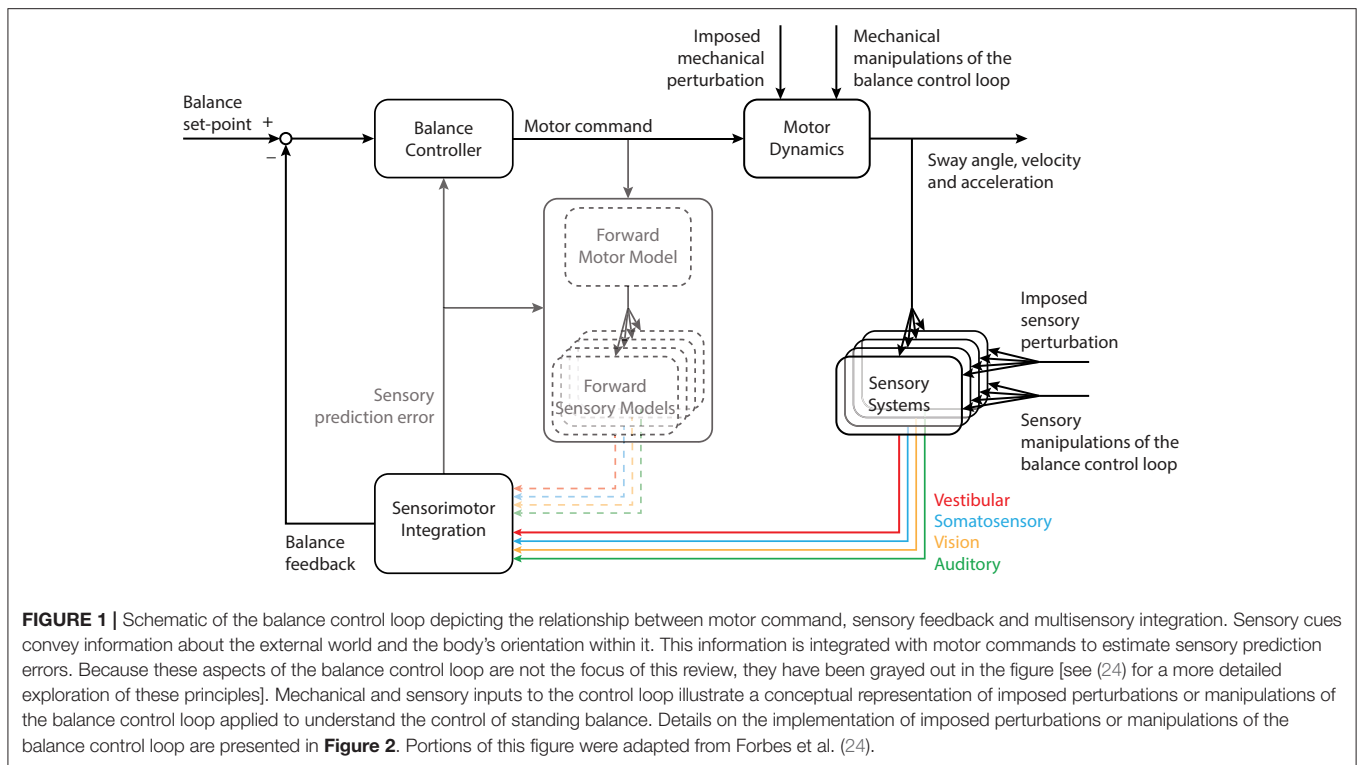 Imposed
mechanical
perturbation
Mechanical
manipulations of the
balance control loop
Balance
set-point
+
−
Balance
Controller
Motor command
Motor
Dynamics
Sway angle, velocity
and acceleration
Forward
Motor Model
Forward
Sensory Models
Sensory
prediction error
Sensory
Systems
Imposed
sensory
perturbation
Sensory
manipulations of the
balance control loop
Sensorimotor
Integration
Balance
feedback
Vestibular
Somatosensory
Vision
Auditory
FIGURE 1 | Schematic of the balance control loop depicting the relationship between motor command, sensory feedback and multisensory integration. Sensory cues
convey information about the external world and the body's orientation within it. This information is integrated with motor commands to estimate sensory prediction
errors. Because these aspects of the balance control loop are not the focus of this review, they have been grayed out in the figure [see (24) for a more detailed
exploration of these principles]. Mechanical and sensory inputs to the control loop illustrate a conceptual representation of imposed perturbations or manipulations of
the balance control loop applied to understand the control of standing balance. Details on the implementation of imposed perturbations or manipulations of the
balance control loop are presented in Figure 2. Portions of this figure were adapted from Forbes et al. (24).